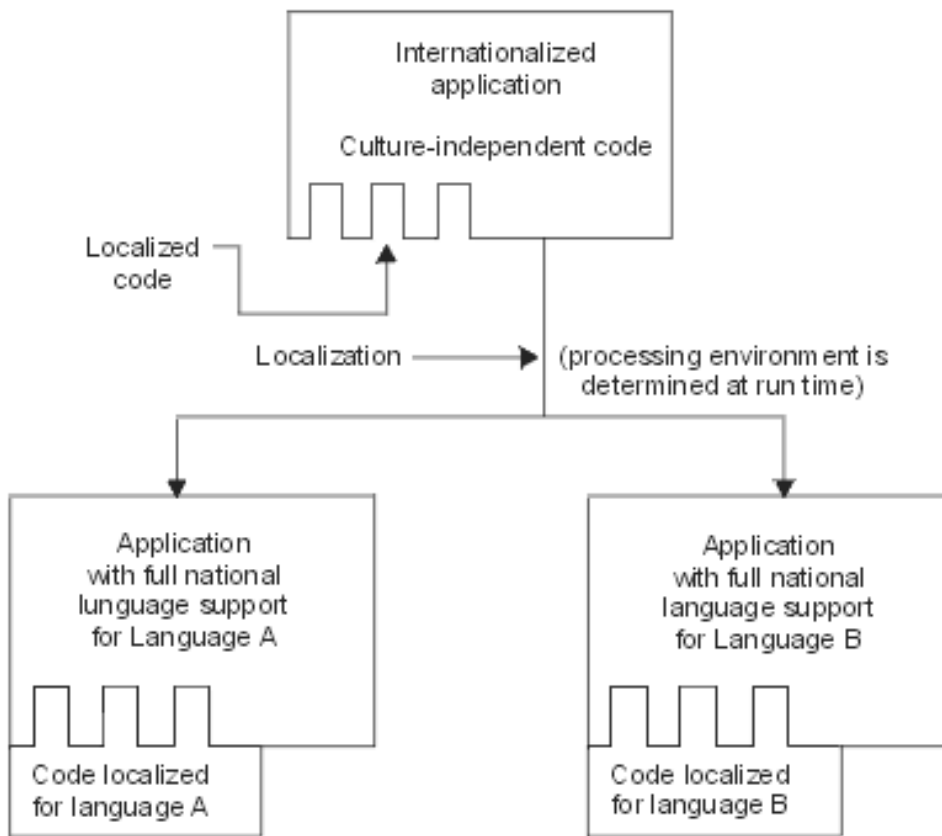 Internationalized
application
Culture-independent code
Localized
code
Localization
(processing environment is
determined at run time)
Application
with full national
lunguage support
for Language A
Code localized
for language A
Application
with full national
language support
for Language B
Code localized
for language B